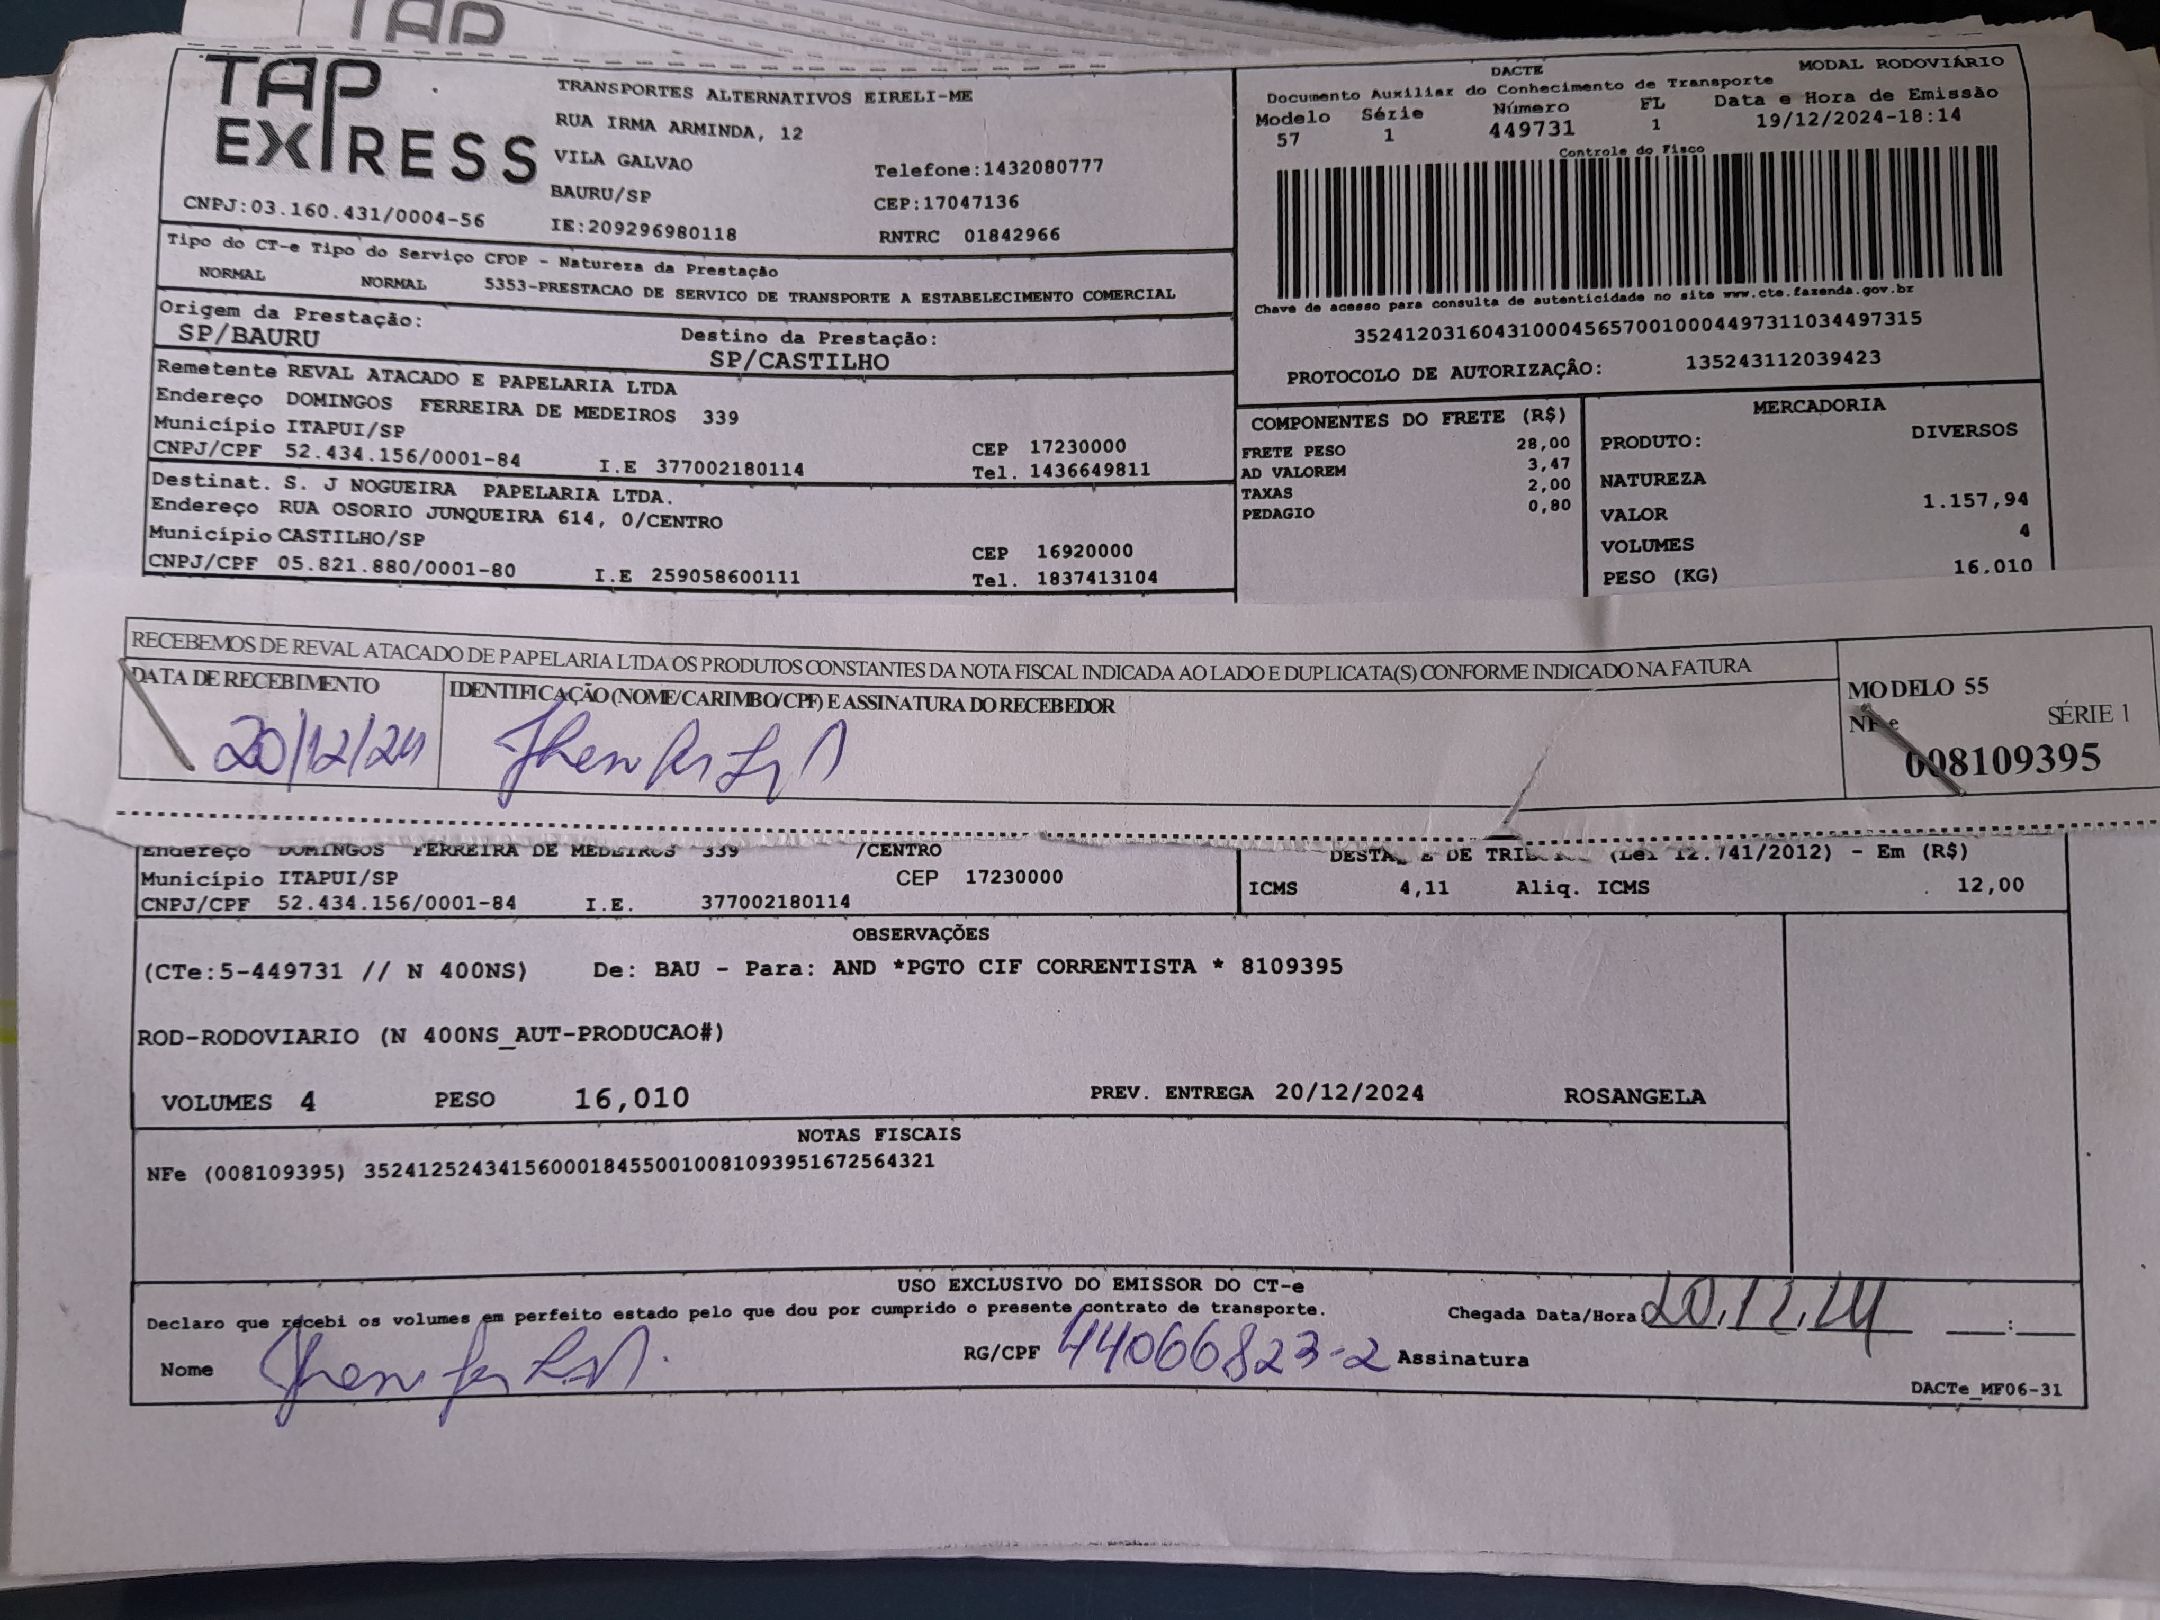 TAP
TAP
EXPRESS
CNPJ:03.160.431/0004-56
TRANSPORTES ALTERNATIVOS EIRELI-ME
RUA IRMA ARMINDA, 12
VILA GALVAO
Telefone:1432080777
BAURU/SP
CEP:17047136
IE:209296980118
RNTRC 01842966
DACTE
MODAL RODOVIÁRIO
Documento Auxiliar do Conhecimento de Transporte
Modelo Série Número FL Data e Hora de Emissão
57 1 449731 1 19/12/2024-18:14
Controle do Fisco
Chave de acesso para consulta de autenticidade no site www.cte.fazenda.gov.br
35241203160431000456570010004497311034497315
PROTOCOLO DE AUTORIZAÇÂO: 135243112039423
Tipo do CT-e Tipo do Serviço CFOP - Natureza da Prestação
NORMAL NORMAL 5353-PRESTACAO DE SERVICO DE TRANSPORTE A ESTABELECIMENTO COMERCIAL
Origem da Prestação: Destino da Prestação:
SP/BAURU SP/CASTILHO
Remetente REVAL ATACADO E PAPELARIA LTDA
Endereço DOMINGOS FERREIRA DE MEDEIROS 339
Município ITAPUI/SP CEP 17230000
CNPJ/CPF 52.434.156/0001-84 I.E 377002180114 Tel. 1436649811
Destinat. S. J NOGUEIRA PAPELARIA LTDA.
Endereço RUA OSORIO JUNQUEIRA 614, 0/CENTRO
Município CASTILHO/SP CEP 16920000
CNPJ/CPF 05.821.880/0001-80 I.E 259058600111 Tel. 1837413104
COMPONENTES DO FRETE (R$)
FRETE PESO 28,00
AD VALOREM 3,47
TAXAS 2,00
PEDAGIO 0,80
MERCADORIA
PRODUTO: DIVERSOS
NATUREZA
VALOR 1.157,94
VOLUMES 4
PESO (KG) 16,010
RECEBEMOS DE REVAL ATACADO DE PAPELARIA LTDA OS PRODUTOS CONSTANTES DA NOTA FISCAL INDICADA AO LADO E DUPLICATA(S) CONFORME INDICADO NA FATURA
DATA DE RECEBIMENTO
20/12/24
IDENTIFICAÇÃO (NOME/CARIMBO/CPF) E ASSINATURA DO RECEBEDOR
MODELO 55
NF e SÉRIE 1
008109395
Endereço DOMINGOS FERREIRA DE MEDEIROS 339 /CENTRO
Município ITAPUI/SP CEP 17230000
CNPJ/CPF 52.434.156/0001-84 I.E. 377002180114
DE (Lei 12.741/2012) - Em (R$)
ICMS 4,11 Aliq. ICMS 12,00
OBSERVAÇÕES
(CTe:5-449731 // N 400NS) De: BAU - Para: AND *PGTO CIF CORRENTISTA * 8109395
ROD-RODOVIARIO (N 400NS_AUT-PRODUCAO#)
VOLUMES 4 PESO 16,010 PREV. ENTREGA 20/12/2024 ROSANGELA
NOTAS FISCAIS
NFe (008109395) 35241252434156000184550010081093951672564321
USO EXCLUSIVO DO EMISSOR DO CT-e
Declaro que recebi os volumes em perfeito estado pelo que dou por cumprido o presente contrato de transporte. Chegada Data/Hora 20.12.24 :
Nome RG/CPF 44066823-2 Assinatura
DACTe_MF06-31